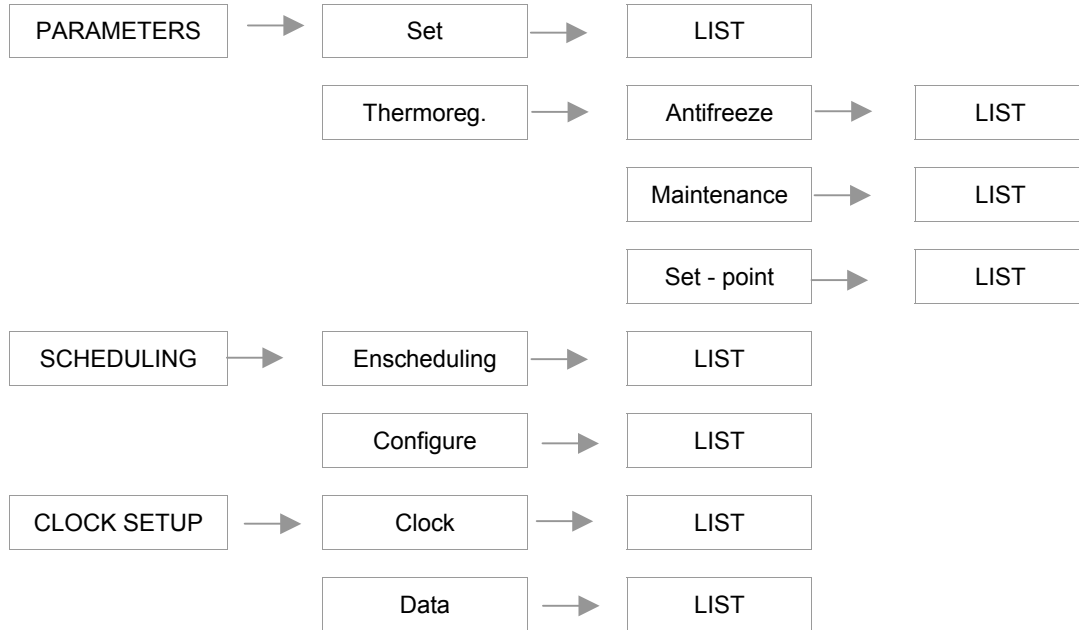 PARAMETERS Set LIST
Thermoreg. Antifreeze LIST
Maintenance LIST
Set - point LIST
SCHEDULING Enscheduling LIST
Configure LIST
CLOCK SETUP Clock LIST
Data LIST